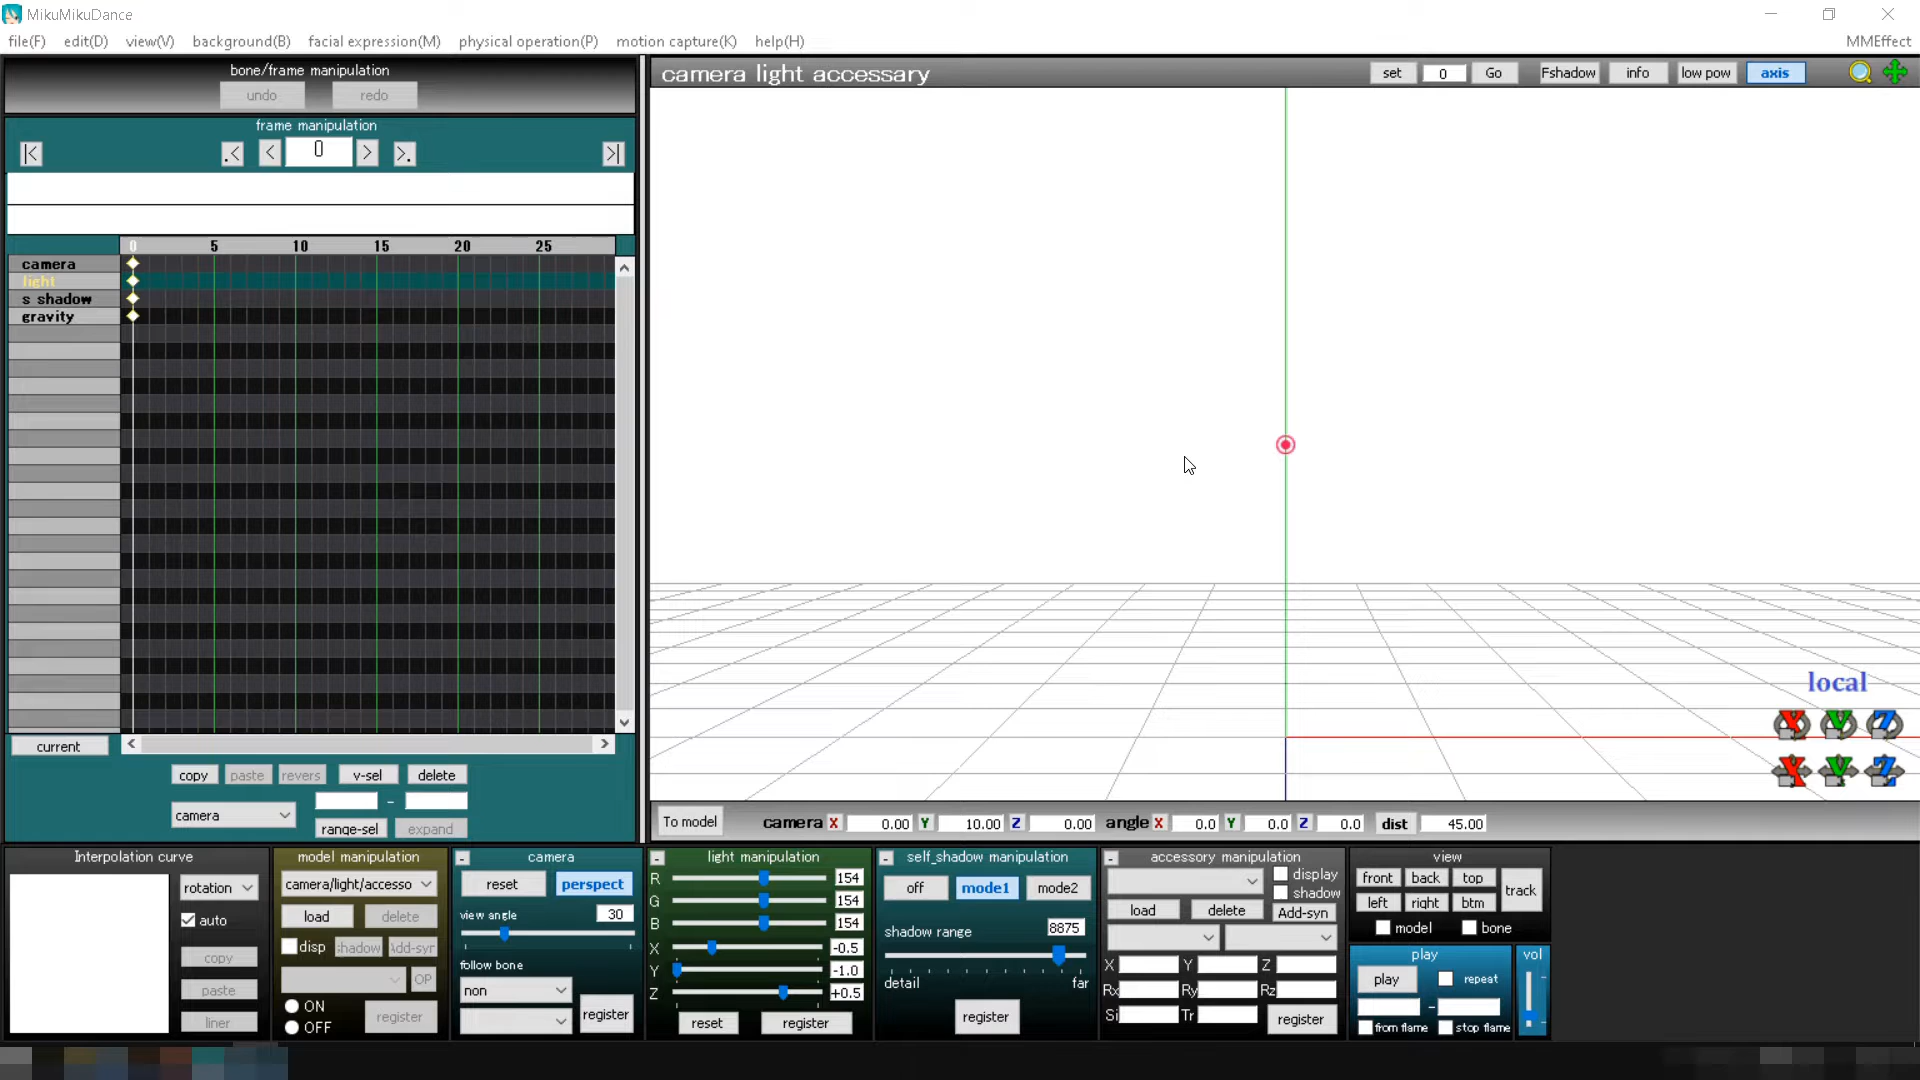 MikuMikuDance
file(F) edit(D) view(V) background(B) facial expression(M) physical operation(P) motion capture(K) help(H) MMEffect
bone/frame manipulation
undo redo
frame manipulation
|< .< < 0 > >. >|
0 5 10 15 20 25
camera
light
s shadow
gravity
current < >
copy paste revers v-sel delete
camera -
range-sel expand
camera light accessary set 0 Go Fshadow info low pow axis
local
X Y Z
X Y Z
To model camera X 0.00 Y 10.00 Z 0.00 angle X 0.0 Y 0.0 Z 0.0 dist 45.00
Interpolation curve
rotation
auto
copy
paste
liner
model manipulation
camera/light/accesso
load delete
disp shadow Add-syn
OP
ON
OFF
register
- camera
reset perspect
view angle 30
follow bone
non
register
- light manipulation
R 154
G 154
B 154
X -0.5
Y -1.0
Z +0.5
reset register
- self_shadow manipulation
off mode1 mode2
shadow range 8875
detail far
register
- accessory manipulation
display
shadow
load delete Add-syn
X Y Z
Rx Ry Rz
Si Tr register
view
front back top
left right btm
track
model bone
play
play repeat
-
from flame stop flame
vol